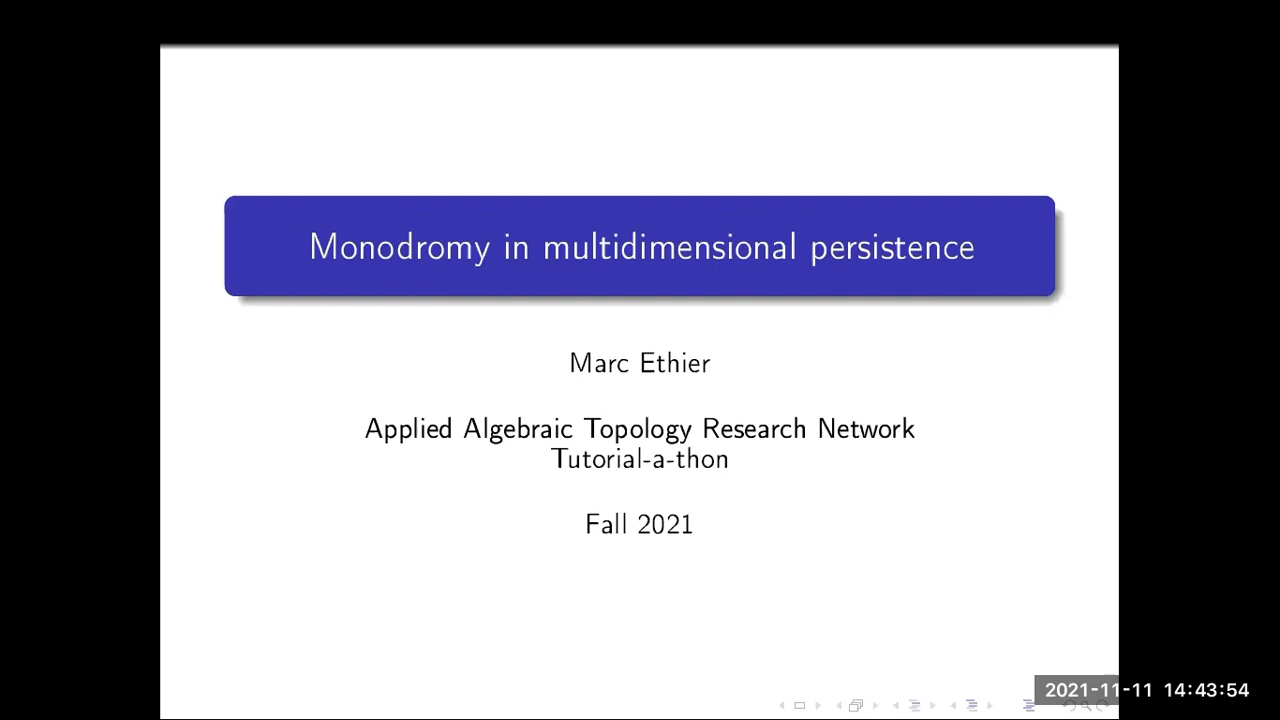 Monodromy in multidimensional persistence
Marc Ethier
Applied Algebraic Topology Research Network
Tutorial-a-thon
Fall 2021
2021-11-11 14:43:54